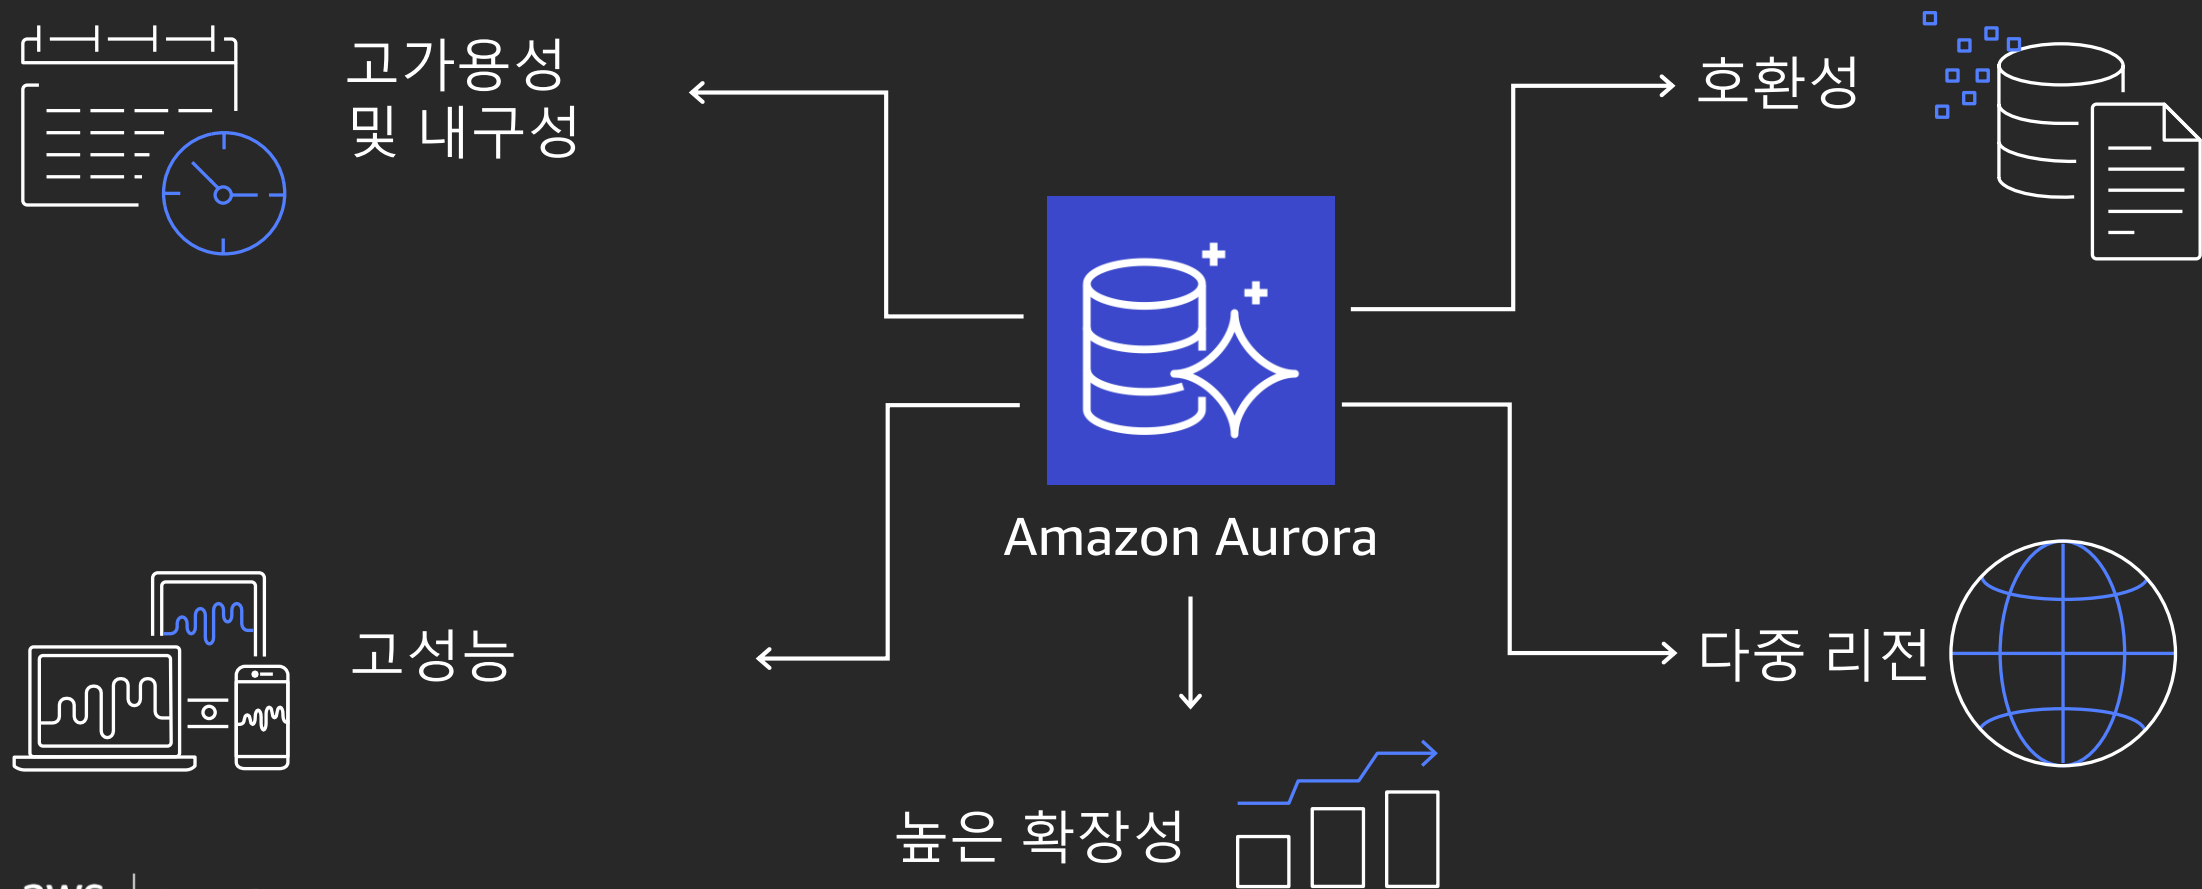 고가용성
및 내구성
호환성
Amazon Aurora
고성능
다중 리전
높은 확장성
aws